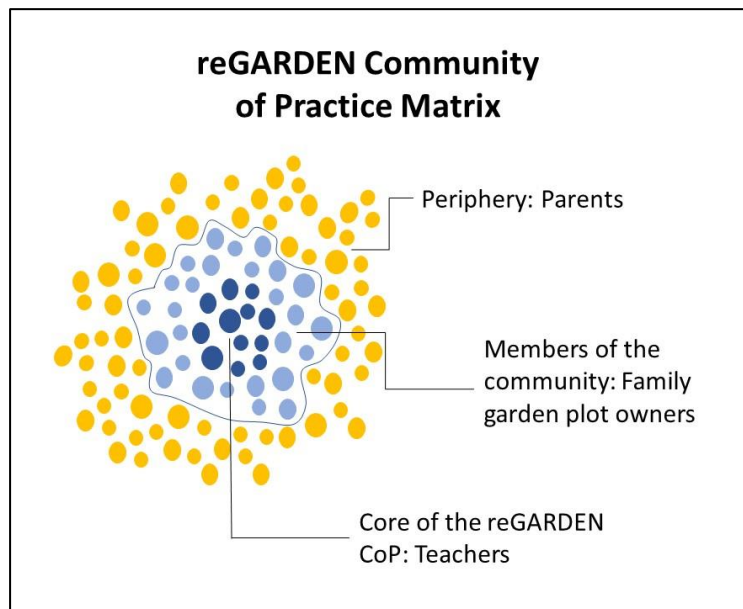 reGARDEN Community
of Practice Matrix
Periphery: Parents
Members of the
community: Family
garden plot owners
Core of the reGARDEN
CoP: Teachers